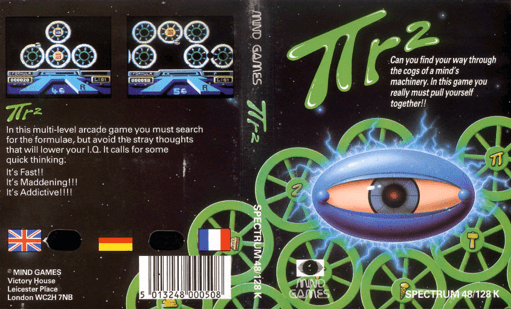 πr²
In this multi-level arcade game you must search
for the formulae, but avoid the stray thoughts
that will lower your I.Q. It calls for some
quick thinking.
It's Fast!!
It's Maddening!!!
It's Addictive!!!!
© MIND GAMES
Victory House
Leicester Place
London WC2H 7NB
5 013248 000508
MIND GAMES
πr²
SPECTRUM 48/128 K
πr²
Can you find your way through
the cogs of a mind's
machinery. In this game you
really must pull yourself
together!!
π
MIND
GAMES
SPECTRUM 48/128 K